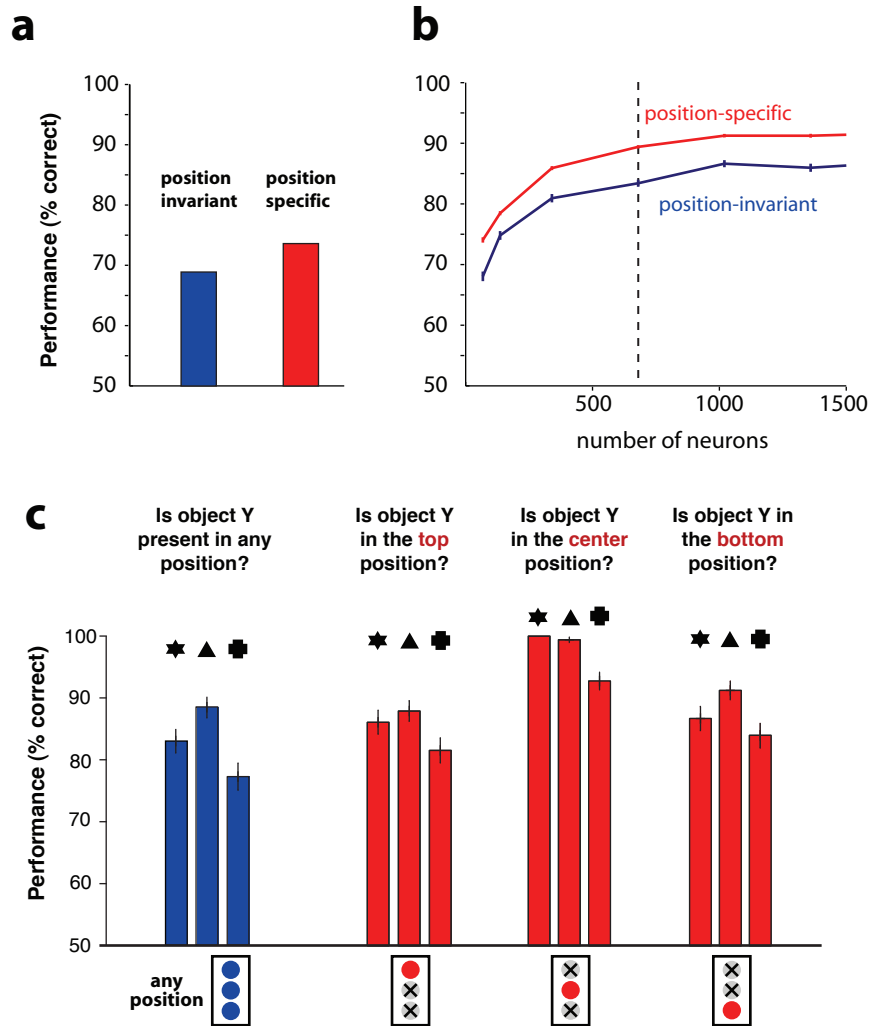 a
Performance (% correct)
100
90
80
70
60
50
position
invariant
position
specific
b
100
90
80
70
60
50
position-specific
position-invariant
500
1000
1500
number of neurons
c
Is object Y
present in any
position?
Is object Y
in the top
position?
Is object Y
in the center
position?
Is object Y in
the bottom
position?
Performance (% correct)
100
90
80
70
60
50
any
position